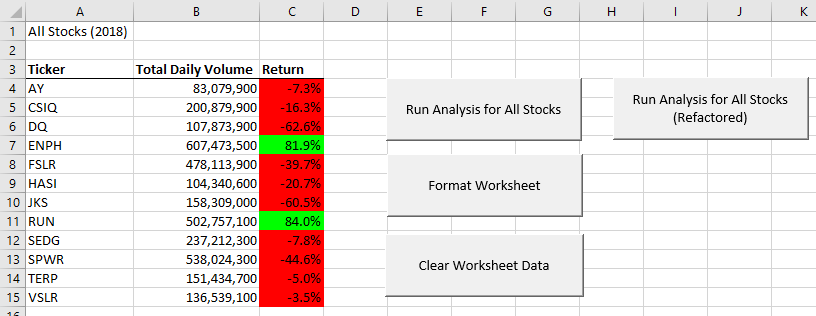 A B C D E F G H I J K
1 All Stocks (2018)
2
3 Ticker Total Daily Volume Return
4 AY 83,079,900 -7.3%
5 CSIQ 200,879,900 -16.3%
6 DQ 107,873,900 -62.6%
7 ENPH 607,473,500 81.9%
8 FSLR 478,113,900 -39.7%
9 HASI 104,340,600 -20.7%
10 JKS 158,309,000 -60.5%
11 RUN 502,757,100 84.0%
12 SEDG 237,212,300 -7.8%
13 SPWR 538,024,300 -44.6%
14 TERP 151,434,700 -5.0%
15 VSLR 136,539,100 -3.5%
Run Analysis for All Stocks
Run Analysis for All Stocks
(Refactored)
Format Worksheet
Clear Worksheet Data